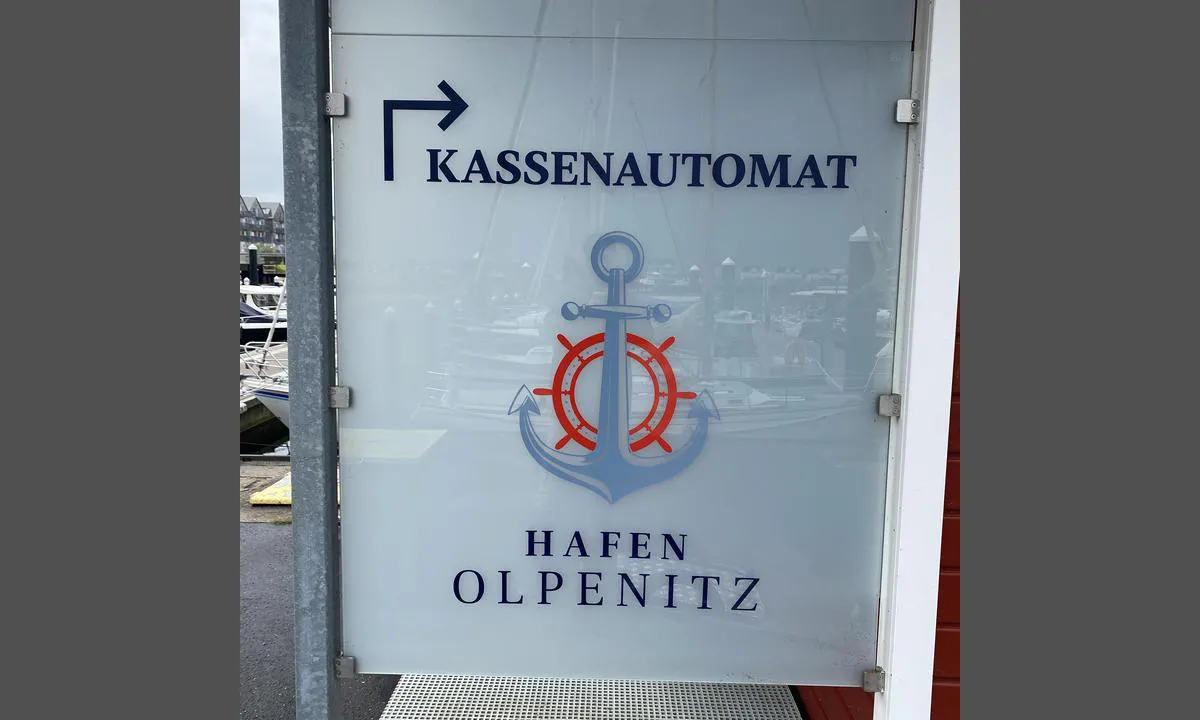 KASSENAUTOMAT
HAFEN
OLPENITZ